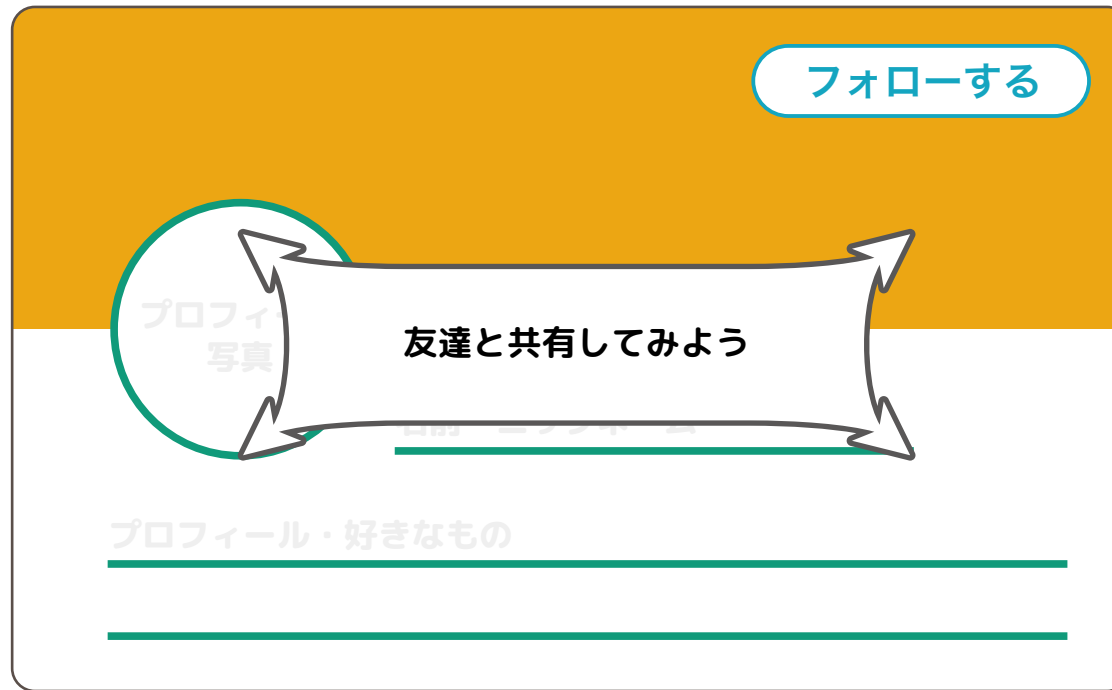 フォローする
プロフィ
写真
友達と共有してみよう
プロフィール・好きなもの